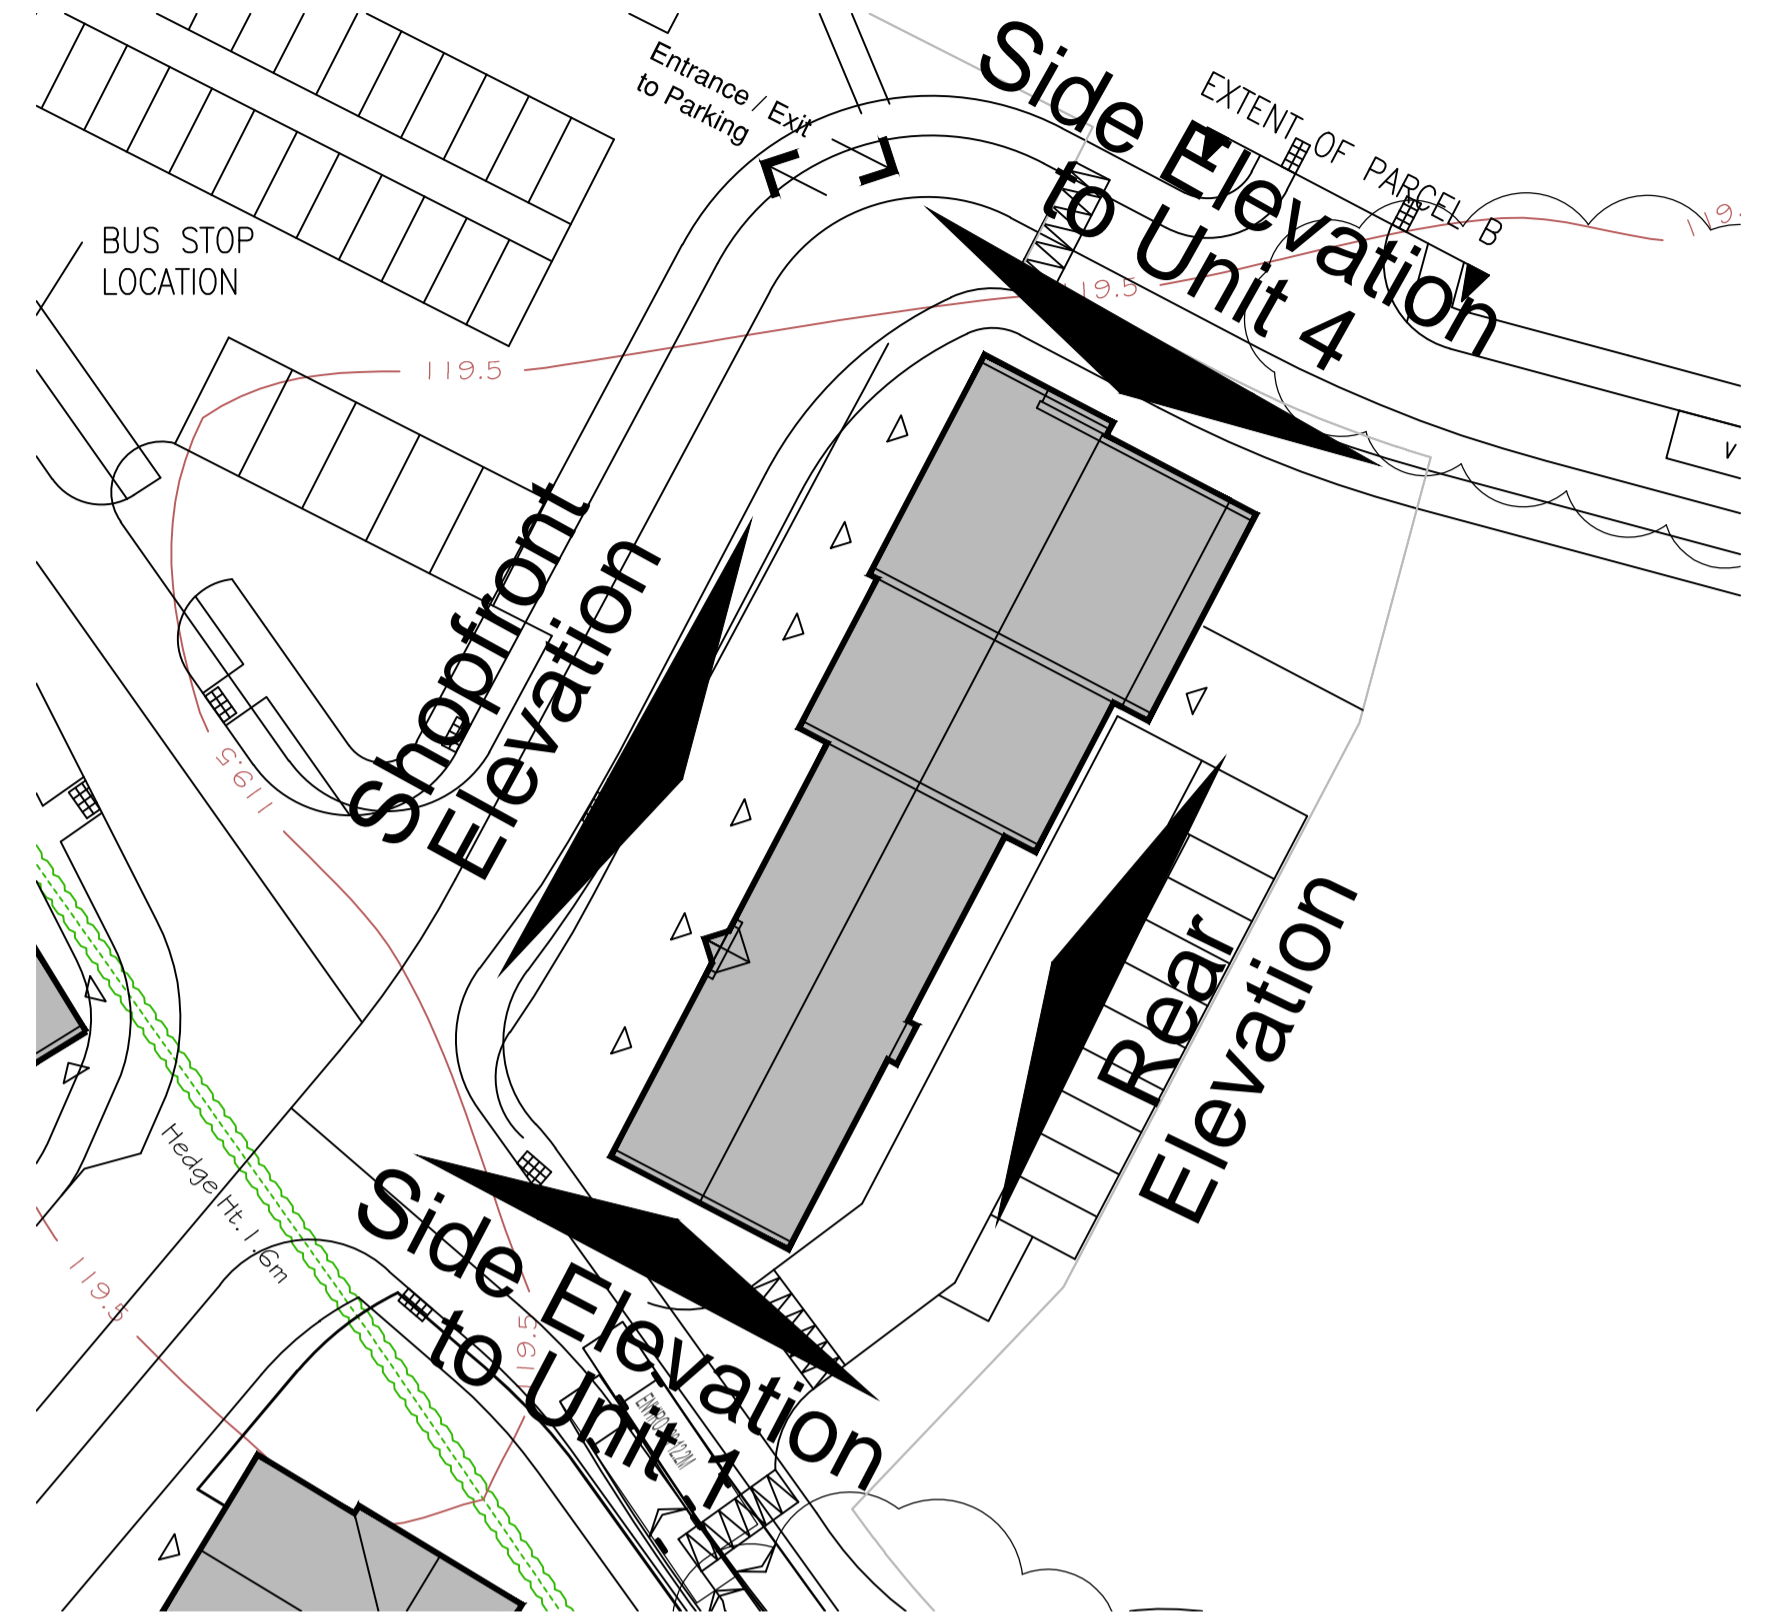 Entrance / Exit
to Parking
Side Elevation
to Unit 4
EXTENT OF PARCEL B
119.
BUS STOP
LOCATION
119.5
119.5
V
Shopfront
Elevation
119.5
Rear
Elevation
Hedge Ht. 1.6m
119.5
119.5
Side Elevation
to Unit 1